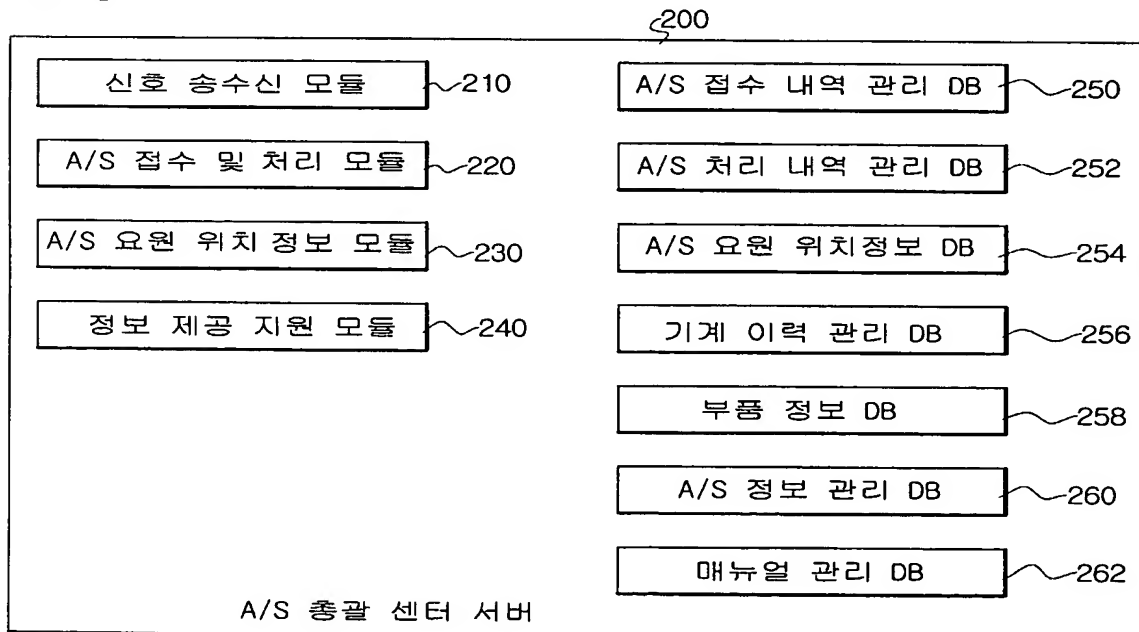 200
신호 송수신 모듈 210
A/S 접수 및 처리 모듈 220
A/S 요원 위치정보 모듈 230
정보 제공 지원 모듈 240
A/S 접수 내역 관리 DB 250
A/S 처리 내역 관리 DB 252
A/S 요원 위치정보 DB 254
기계 이력 관리 DB 256
부품 정보 DB 258
A/S 정보 관리 DB 260
매뉴얼 관리 DB 262
A/S 총괄 센터 서버